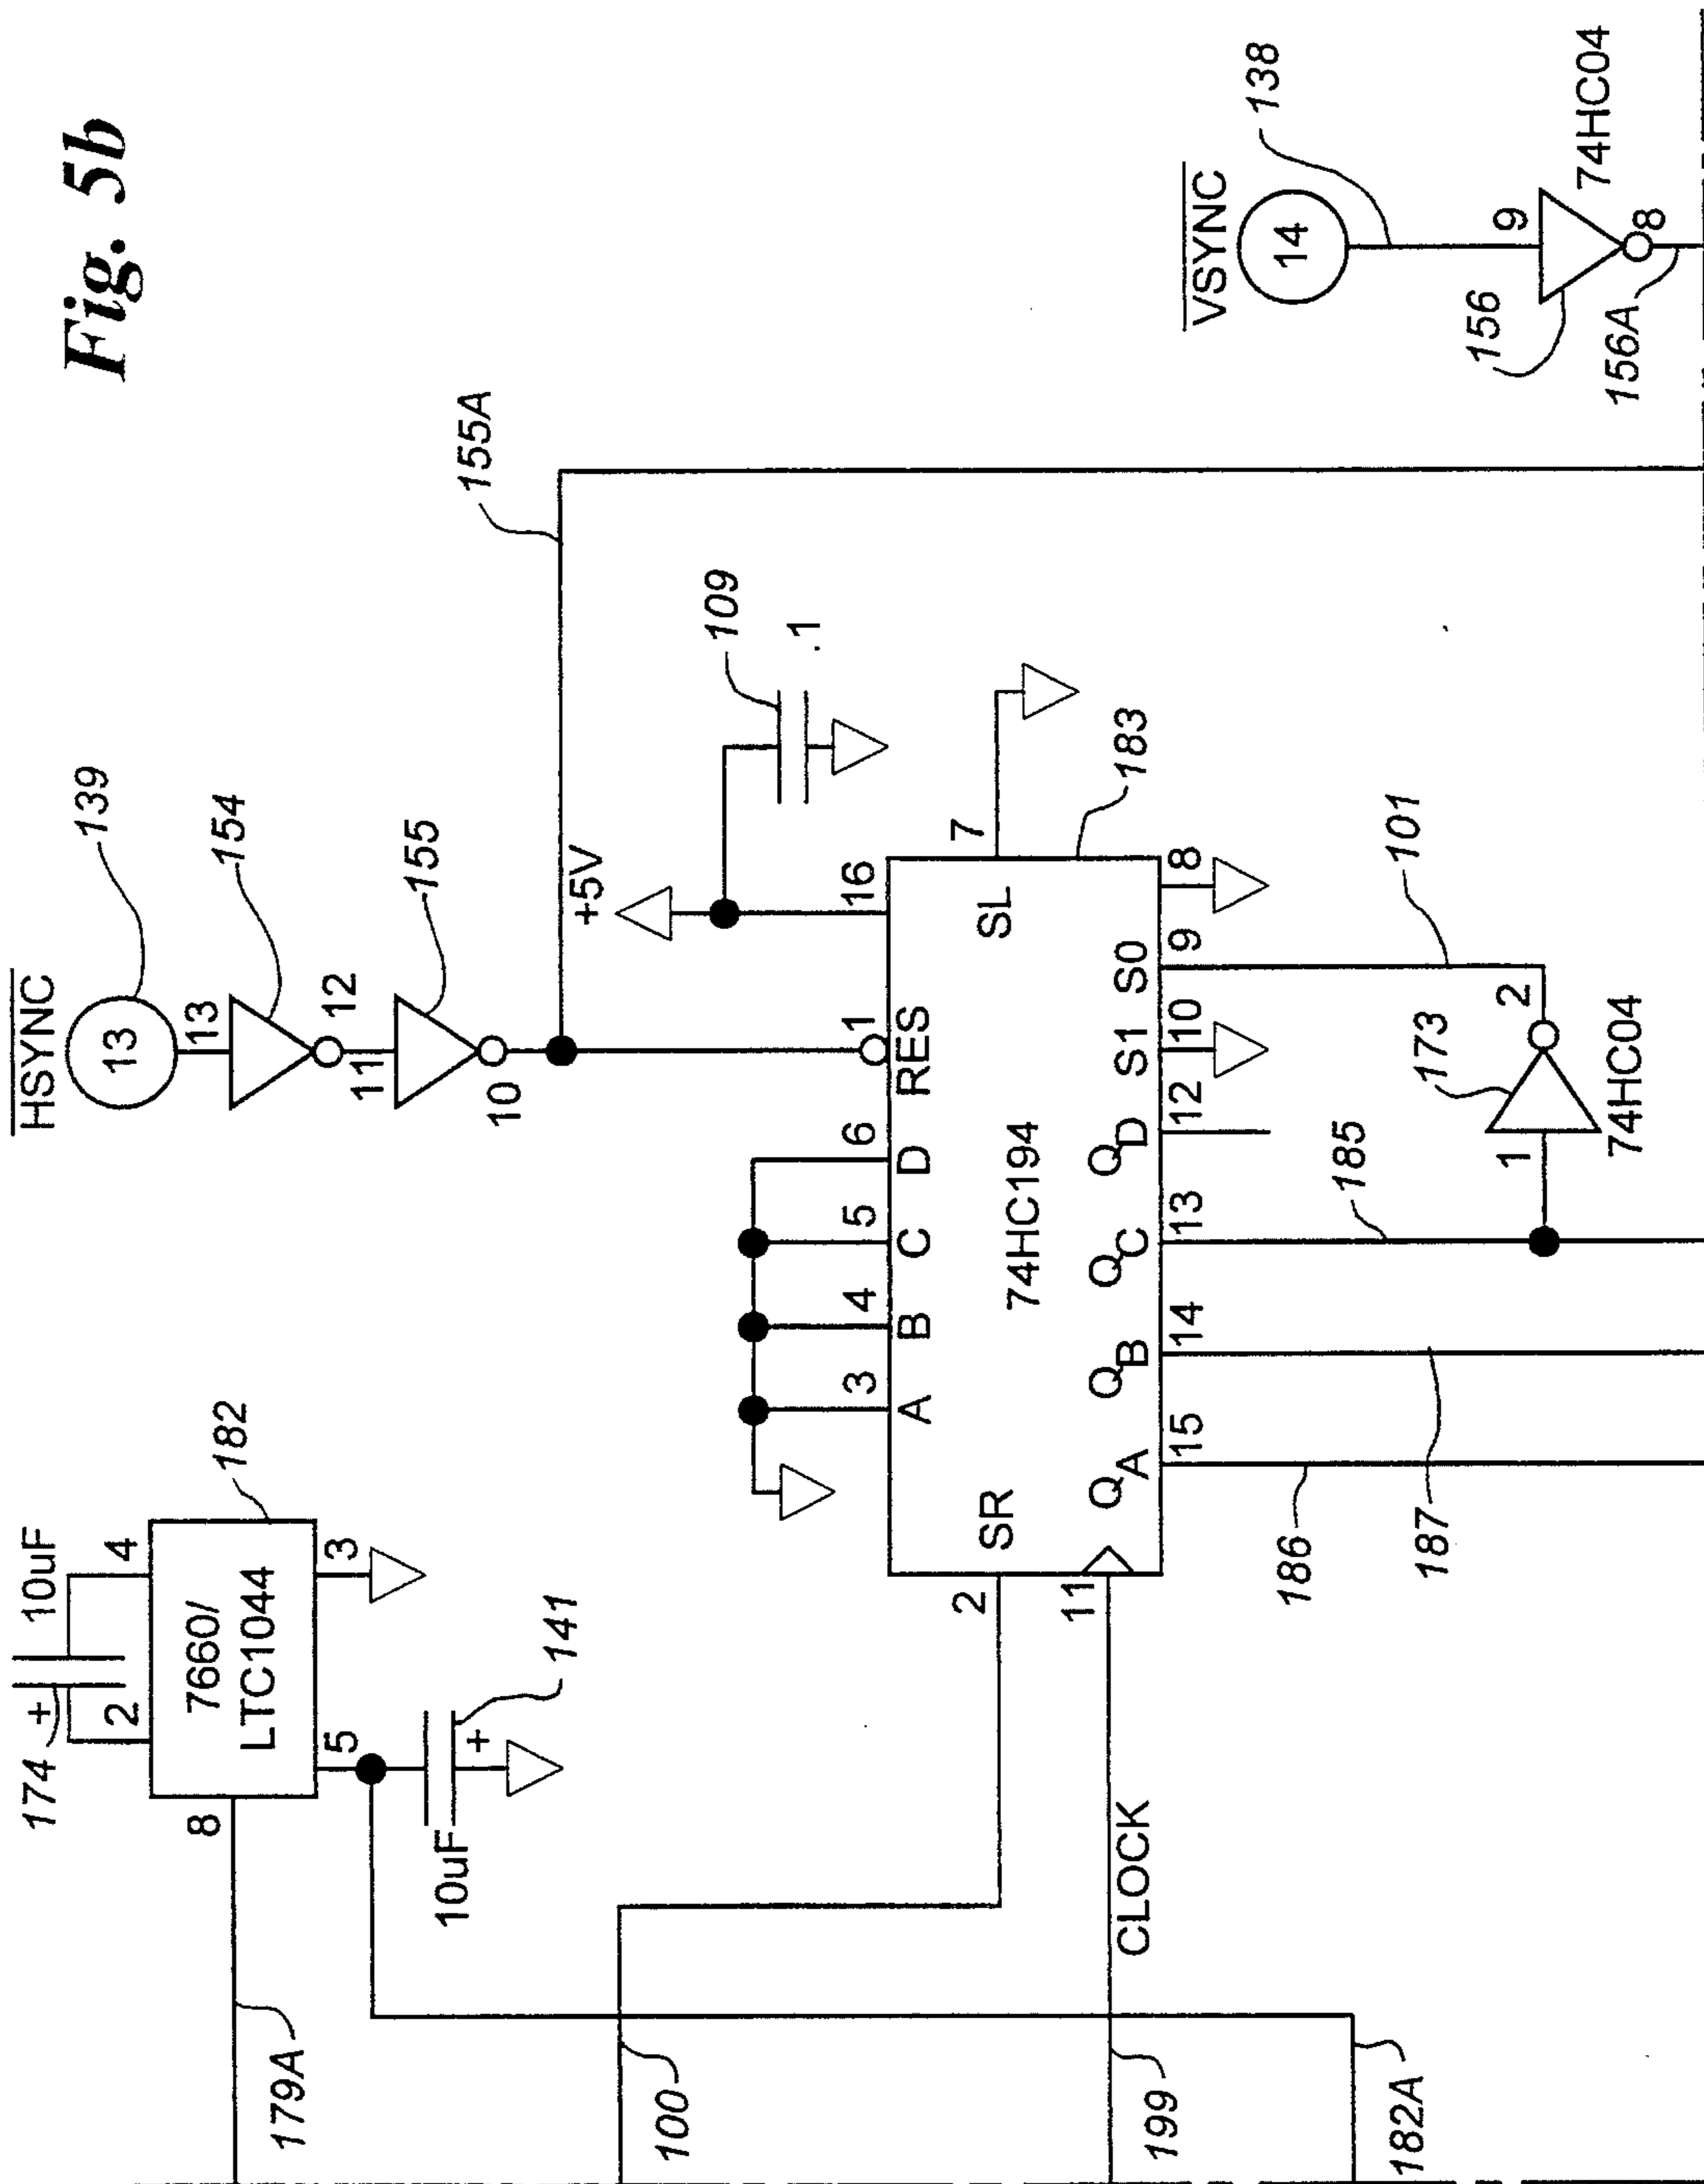 Fig. 5b
174
+
10uF
2
4
7660/
LTC1044
182
8
5
3
179A
10uF
+
141
HSYNC
13
139
13
154
12
11
155
10
155A
+5V
109
.1
100
3
4
5
6
1
16
A
B
C
D
RES
SL
7
SR
2
74HC194
183
11
CLOCK
199
QA
QB
QC
QD
S1
S0
15
14
13
12
10
9
8
186
187
185
1
173
2
101
74HC04
182A
VSYNC
14
138
9
156
74HC04
8
156A